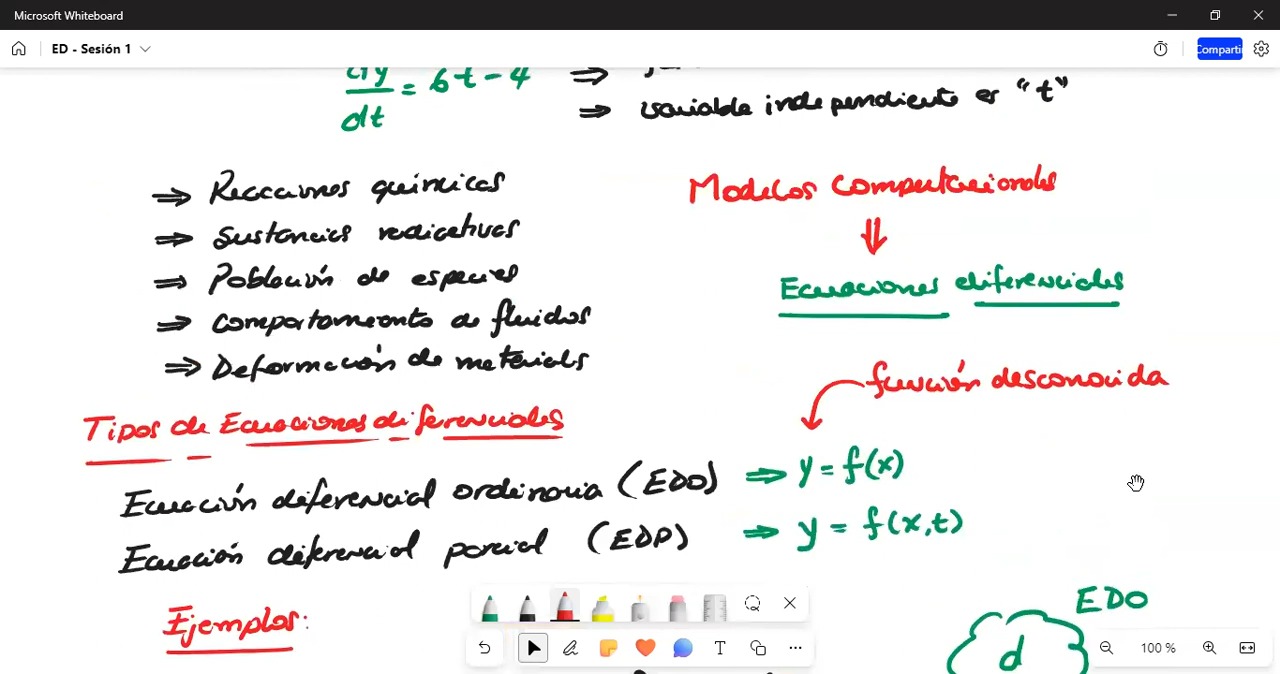 Microsoft Whiteboard
ED - Sesión 1
Comparti
dy/dt = 6t - 4 ⇒
⇒ variable independiente es "t"
⇒ Reacciones químicas
⇒ Sustancias radicativas
⇒ Población de especies
⇒ Comportamiento de fluidos
⇒ Deformación de materiales
Modelos computacionales
⇓
Ecuaciones diferenciales
función desconocida
Tipos de Ecuaciones diferenciales
Ecuación diferencial ordinaria (EDO) ⇒ y = f(x)
Ecuación diferencial parcial (EDP) ⇒ y = f(x,t)
Ejemplos:
EDO
d
100 %